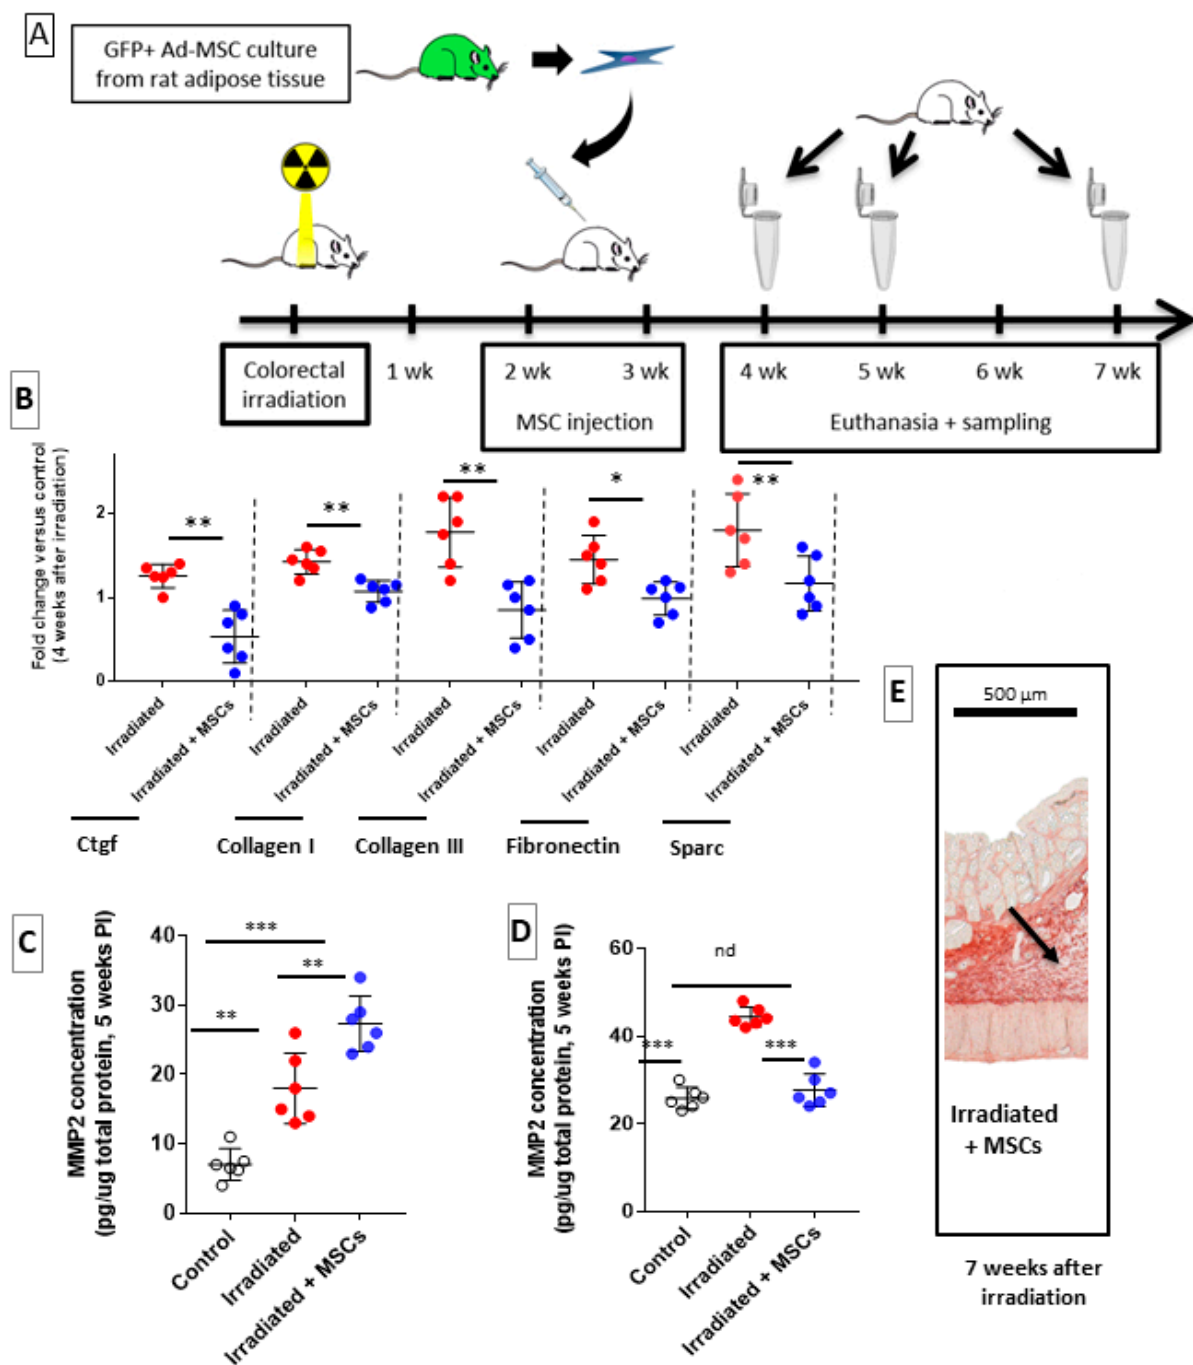 A
GFP+ Ad-MSC culture
from rat adipose tissue
Colorectal
irradiation
1 wk
2 wk
3 wk
MSC injection
4 wk
5 wk
6 wk
7 wk
Euthanasia + sampling
B
Fold change versus control
(4 weeks after irradiation)
2
1
0
**
**
**
*
**
Irradiated
Irradiated + MSCs
Irradiated
Irradiated + MSCs
Irradiated
Irradiated + MSCs
Irradiated
Irradiated + MSCs
Irradiated
Irradiated + MSCs
Ctgf
Collagen I
Collagen III
Fibronectin
Sparc
C
MMP2 concentration
(pg/ug total protein, 5 weeks PI)
40
30
20
10
0
***
**
**
Control
Irradiated
Irradiated + MSCs
D
MMP2 concentration
(pg/ug total protein, 5 weeks PI)
60
40
20
0
nd
***
***
Control
Irradiated
Irradiated + MSCs
E
500 µm
Irradiated
+ MSCs
7 weeks after
irradiation